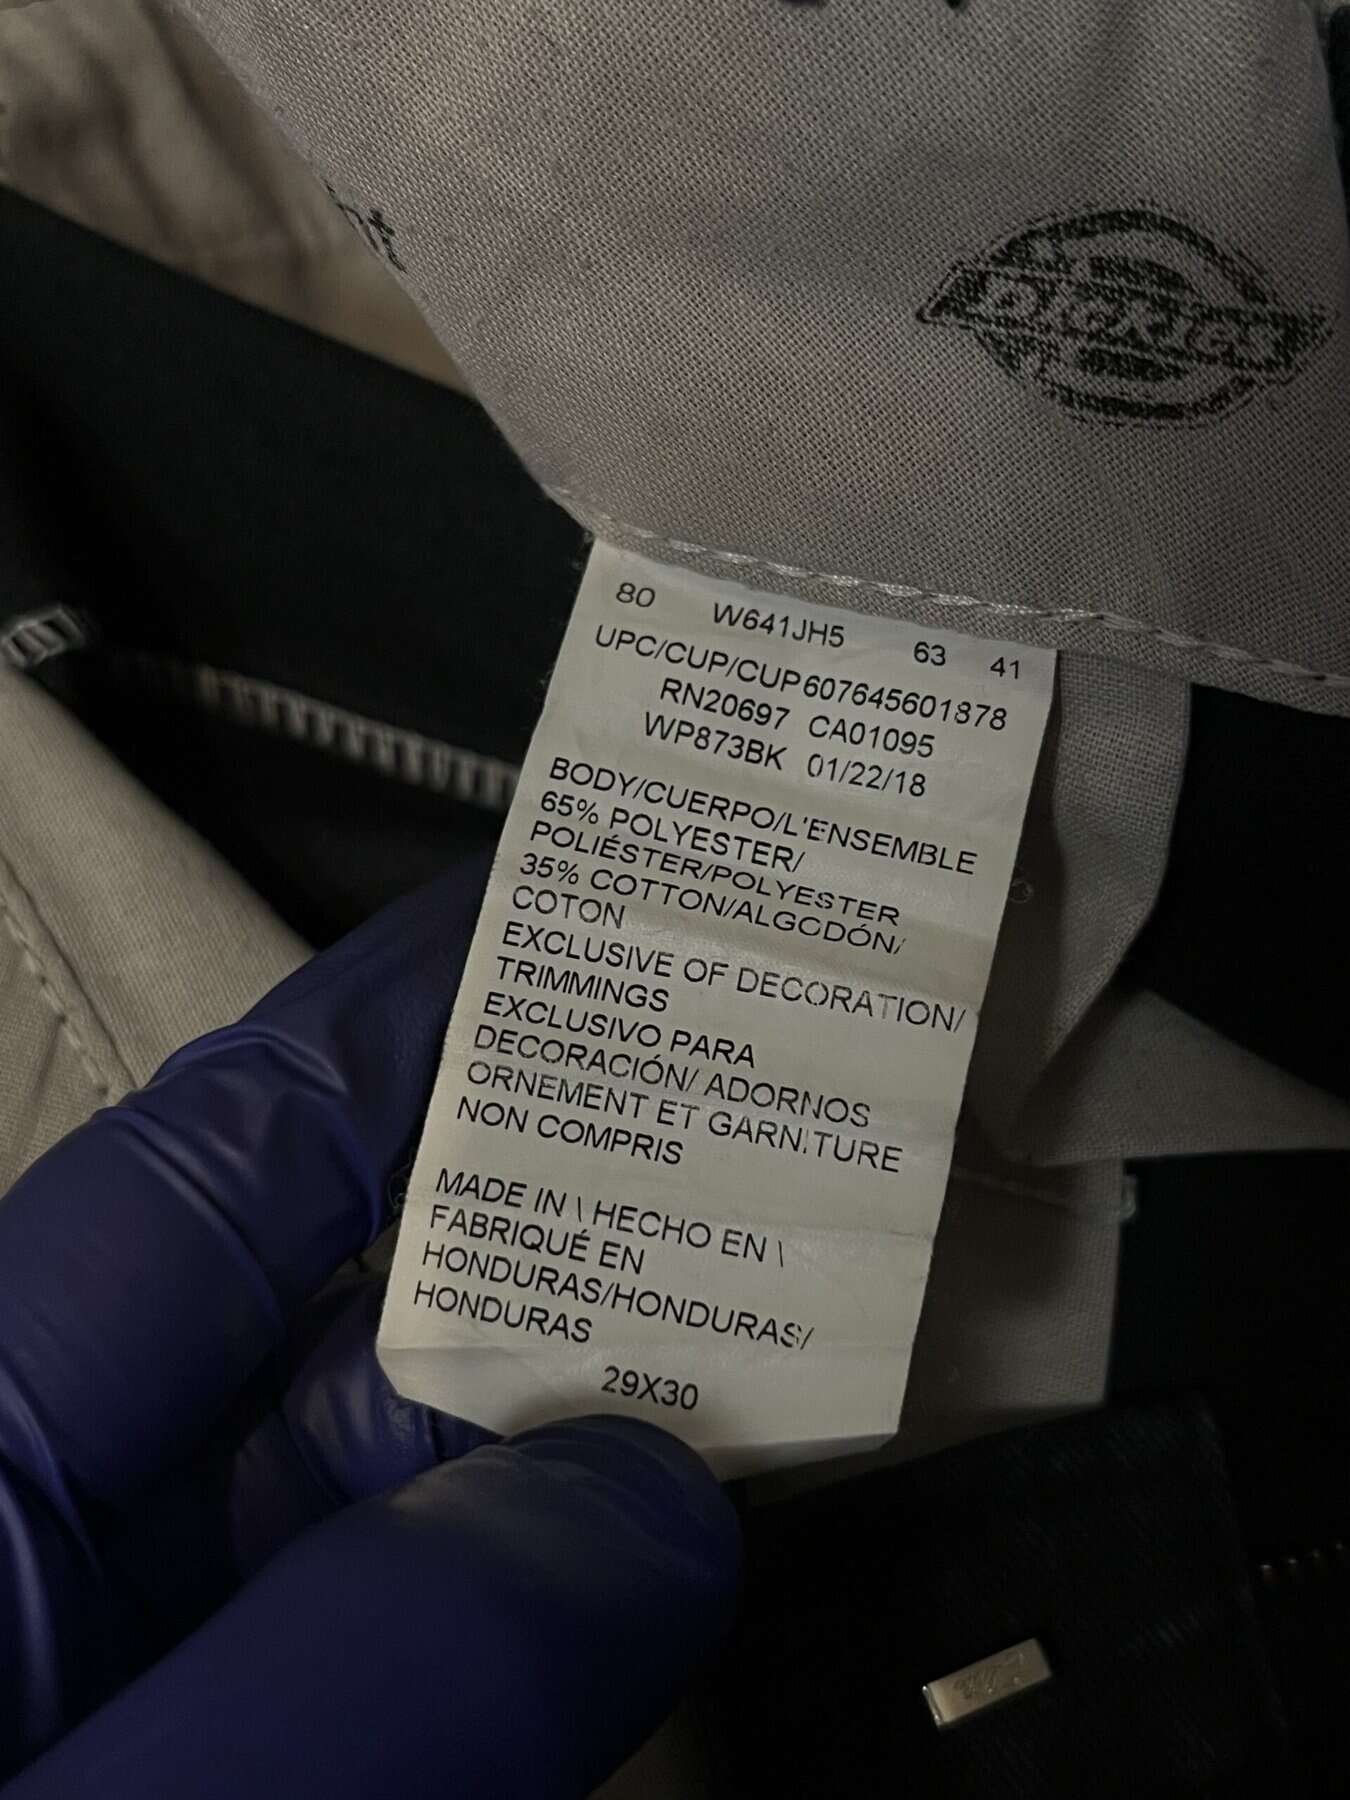 Dickies
80 W641JH5 63 41
UPC/CUP/CUP607645601878
RN20697 CA01095
WP873BK 01/22/18
BODY/CUERPO/L'ENSEMBLE
65% POLYESTER/
POLIÉSTER/POLYESTER
35% COTTON/ALGODÓN/
COTON
EXCLUSIVE OF DECORATION/
TRIMMINGS
EXCLUSIVO PARA
DECORACIÓN/ ADORNOS
ORNEMENT ET GARNITURE
NON COMPRIS
MADE IN \ HECHO EN \
FABRIQUÉ EN
HONDURAS/HONDURAS/
HONDURAS
29X30